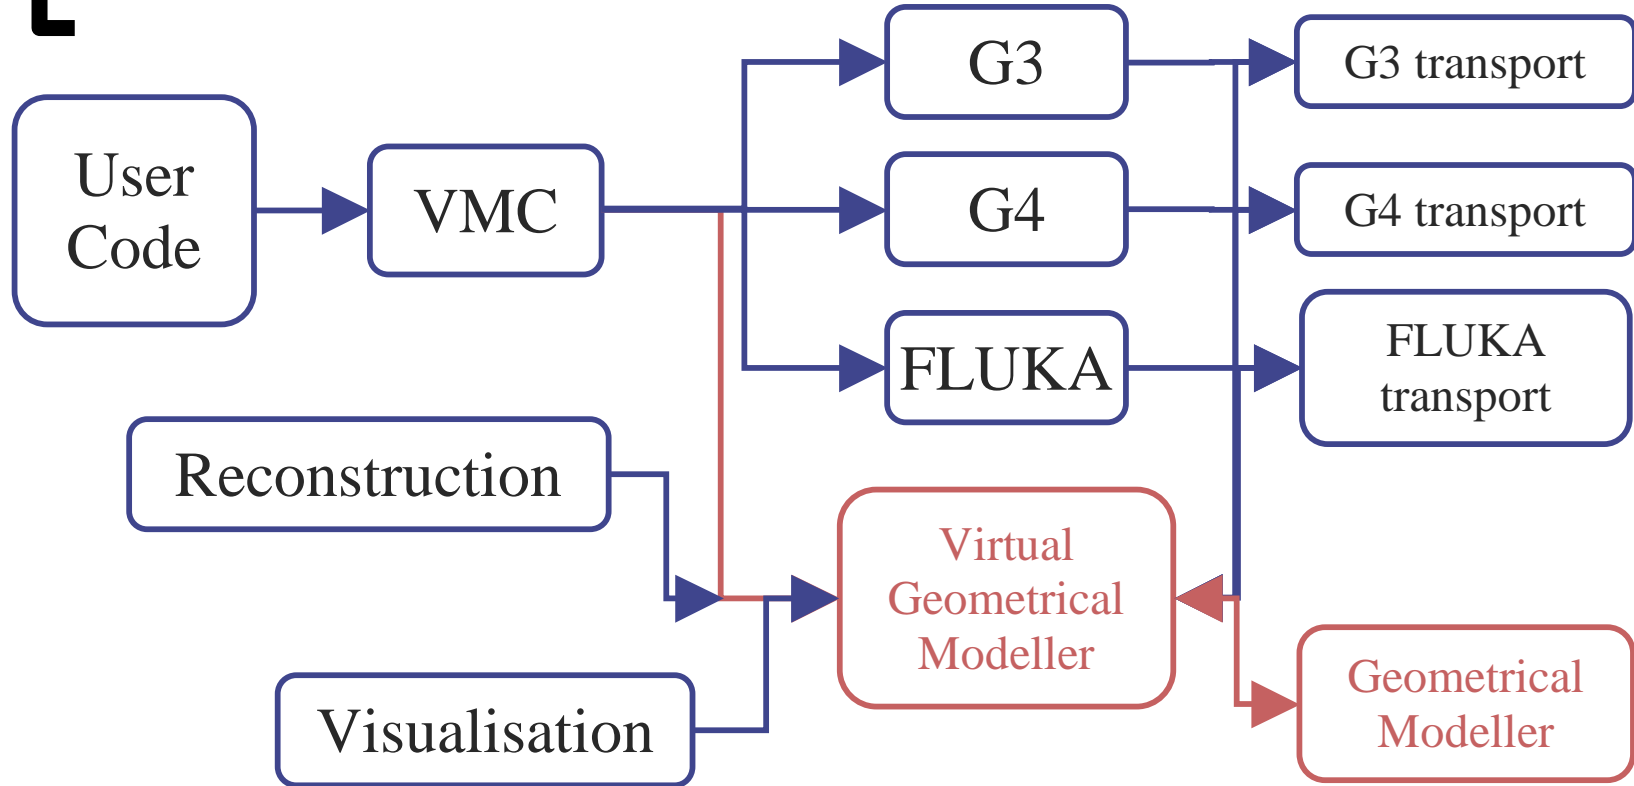 G3
G3 transport
User
Code
VMC
G4
G4 transport
FLUKA
FLUKA
transport
Reconstruction
Virtual
Geometrical
Modeller
Visualisation
Geometrical
Modeller